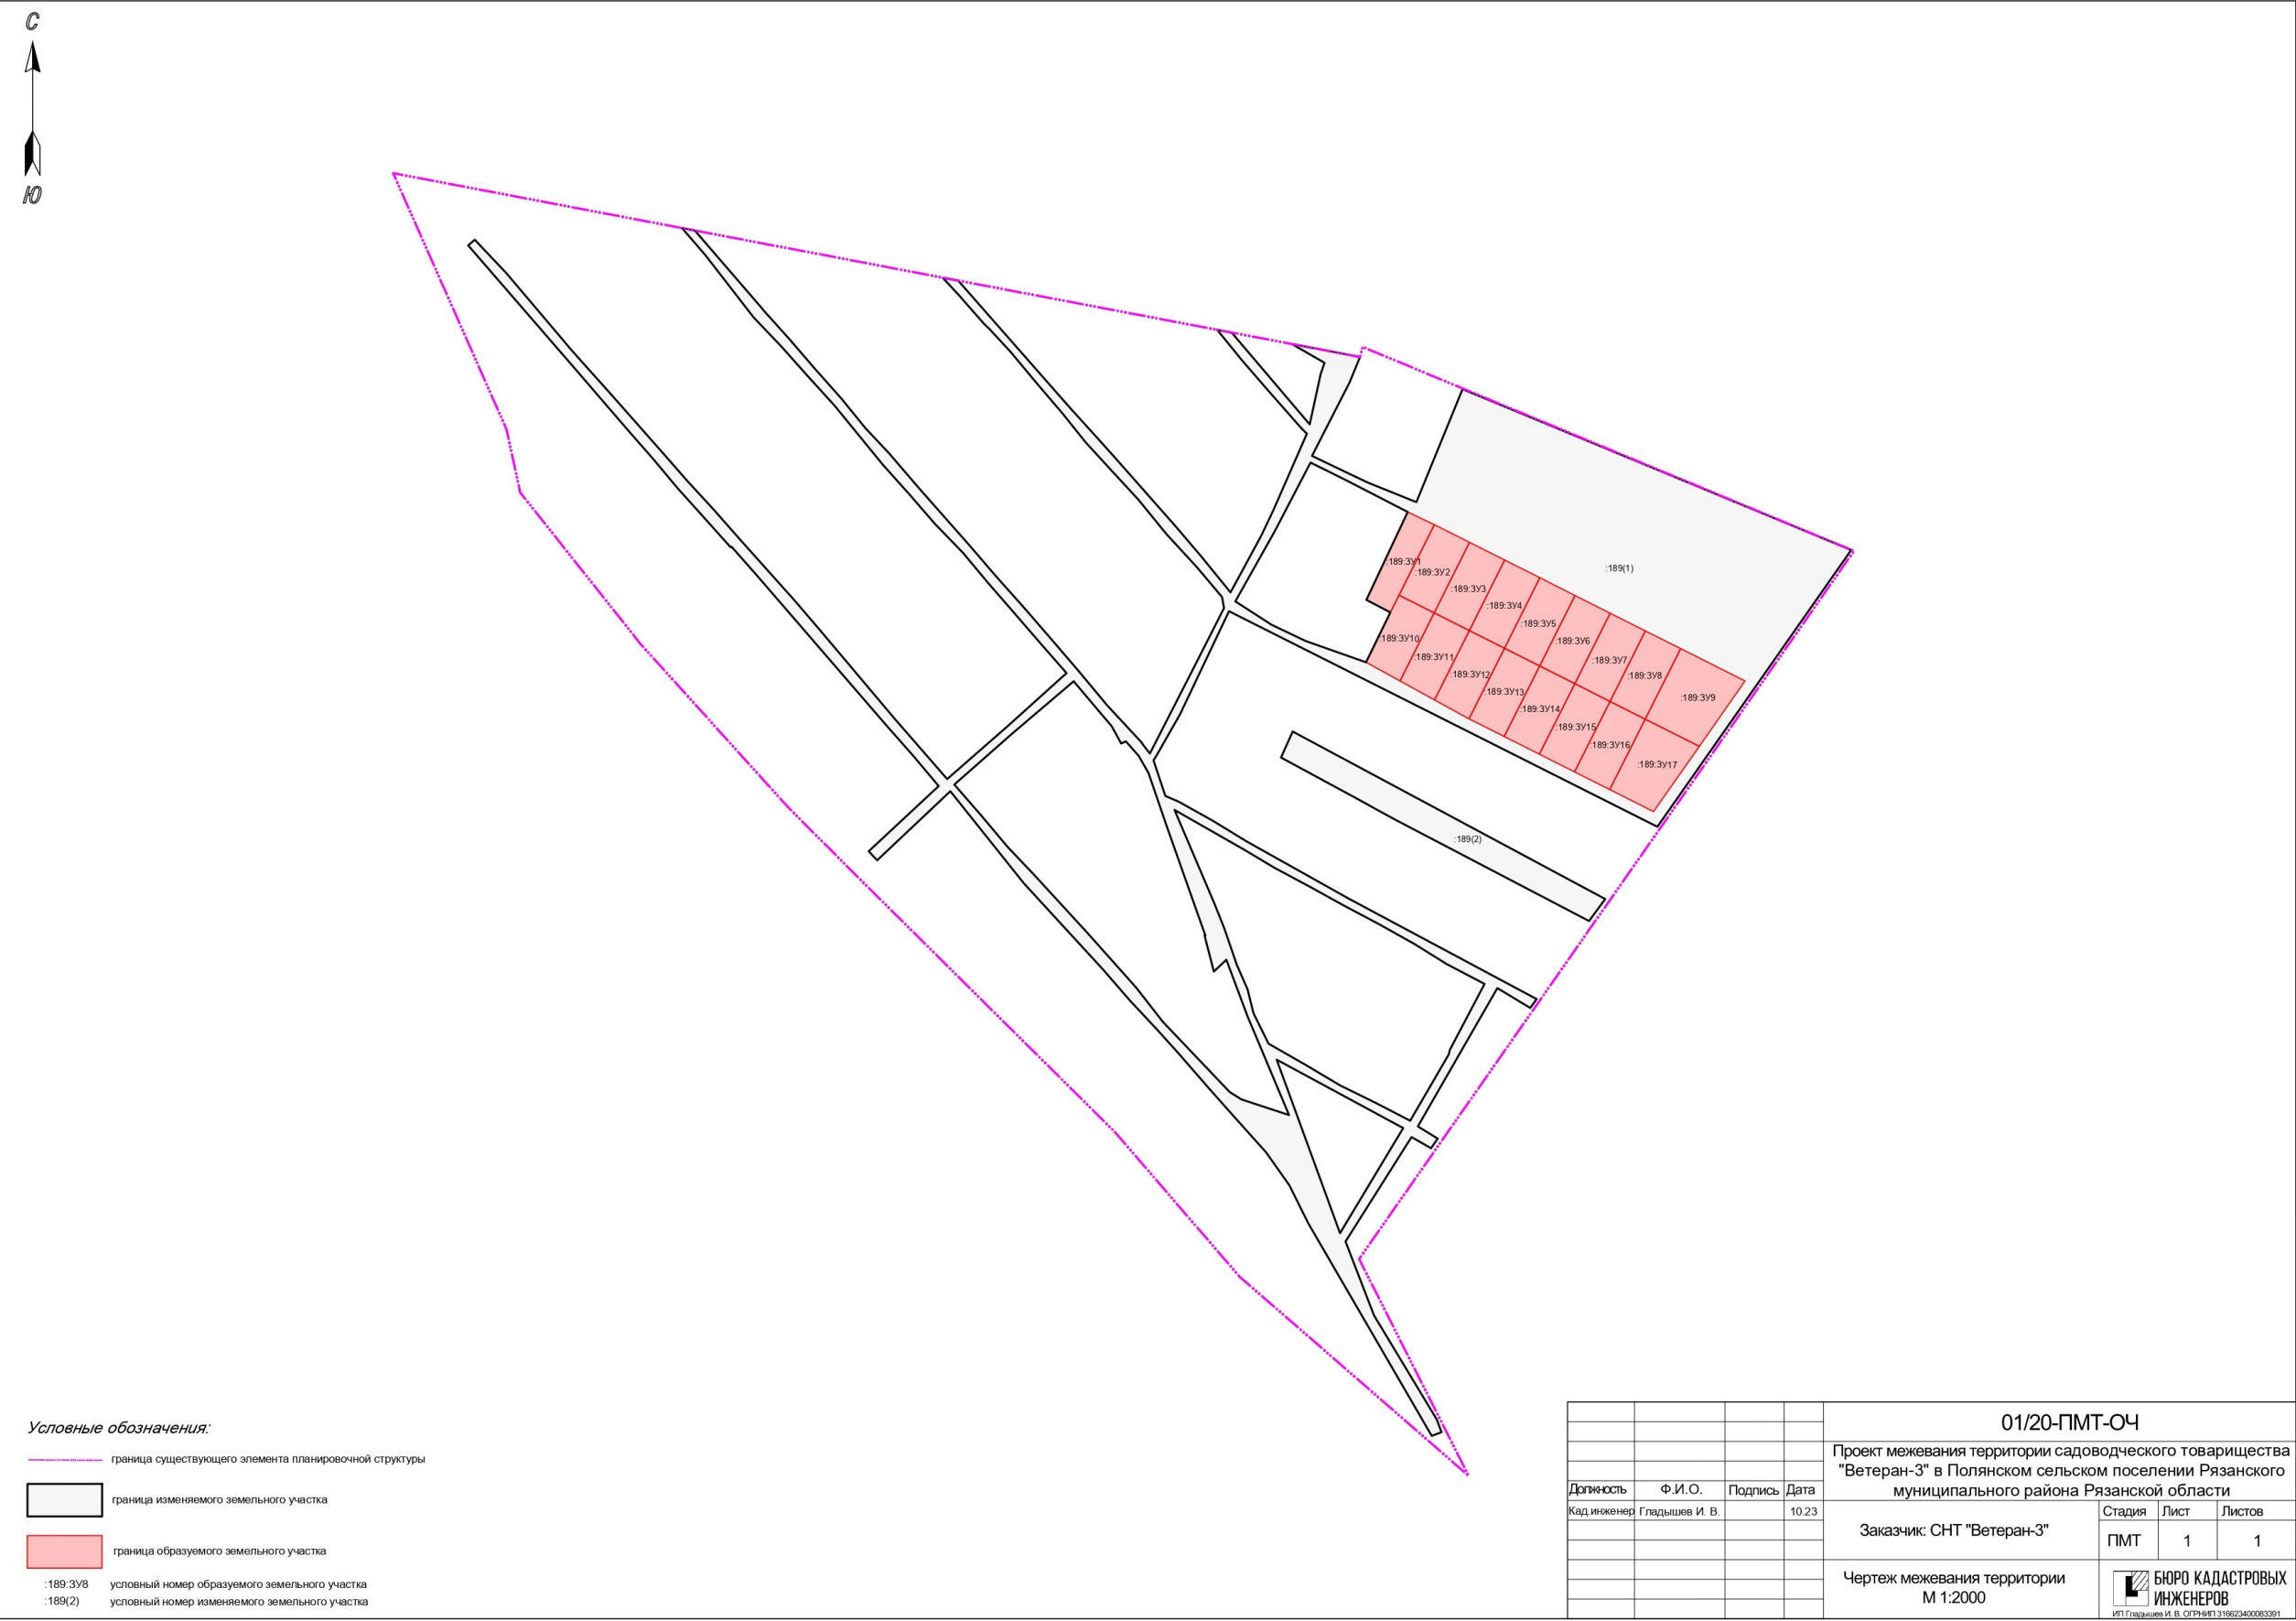 С
Ю
:189(1)
:189:ЗУ1
:189:ЗУ2
:189:ЗУ3
:189:ЗУ4
:189:ЗУ5
:189:ЗУ6
:189:ЗУ7
:189:ЗУ8
:189:ЗУ9
:189:ЗУ10
:189:ЗУ11
:189:ЗУ12
:189:ЗУ13
:189:ЗУ14
:189:ЗУ15
:189:ЗУ16
:189:ЗУ17
:189(2)
Условные обозначения:
граница существующего элемента планировочной структуры
граница изменяемого земельного участка
граница образуемого земельного участка
:189:ЗУ8 условный номер образуемого земельного участка
:189(2) условный номер изменяемого земельного участка
01/20-ПМТ-ОЧ
Проект межевания территории садоводческого товарищества
"Ветеран-3" в Полянском сельском поселении Рязанского
муниципального района Рязанской области
Должность Ф.И.О. Подпись Дата
Кад.инженер Гладышев И. В. 10.23
Заказчик: СНТ "Ветеран-3"
Стадия Лист Листов
ПМТ 1 1
Чертеж межевания территории
М 1:2000
БЮРО КАДАСТРОВЫХ
ИНЖЕНЕРОВ
ИП Гладышев И. В. ОГРНИП 316623400083391